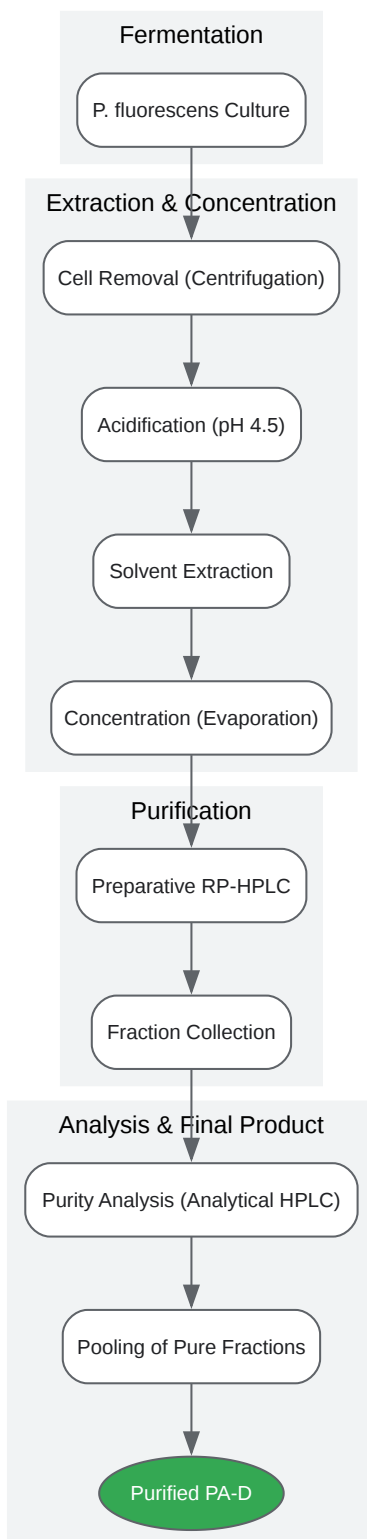 Fermentation
P. fluorescens Culture
Extraction & Concentration
Cell Removal (Centrifugation)
Acidification (pH 4.5)
Solvent Extraction
Concentration (Evaporation)
Purification
Preparative RP-HPLC
Fraction Collection
Analysis & Final Product
Purity Analysis (Analytical HPLC)
Pooling of Pure Fractions
Purified PA-D